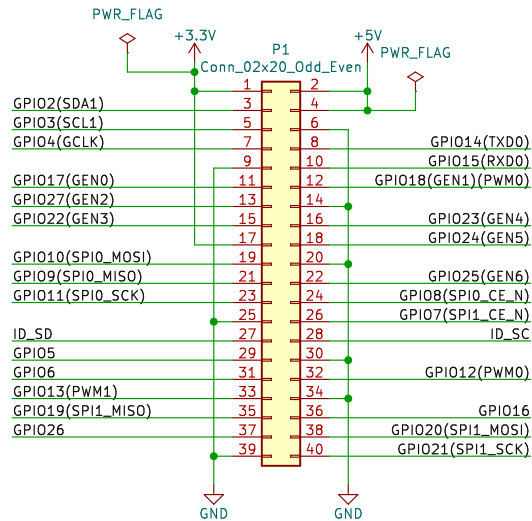 PWR_FLAG
+3.3V
+5V
PWR_FLAG
P1
Conn_02x20_Odd_Even
1 2
GPIO2(SDA1) 3 4
GPIO3(SCL1) 5 6
GPIO4(GCLK) 7 8 GPIO14(TXD0)
9 10 GPIO15(RXD0)
GPIO17(GEN0) 11 12 GPIO18(GEN1)(PWM0)
GPIO27(GEN2) 13 14
GPIO22(GEN3) 15 16 GPIO23(GEN4)
17 18 GPIO24(GEN5)
GPIO10(SPI0_MOSI) 19 20
GPIO9(SPI0_MISO) 21 22 GPIO25(GEN6)
GPIO11(SPI0_SCK) 23 24 GPIO8(SPI0_CE_N)
25 26 GPIO7(SPI1_CE_N)
ID_SD 27 28 ID_SC
GPIO5 29 30
GPIO6 31 32 GPIO12(PWM0)
GPIO13(PWM1) 33 34
GPIO19(SPI1_MISO) 35 36 GPIO16
GPIO26 37 38 GPIO20(SPI1_MOSI)
39 40 GPIO21(SPI1_SCK)
GND GND